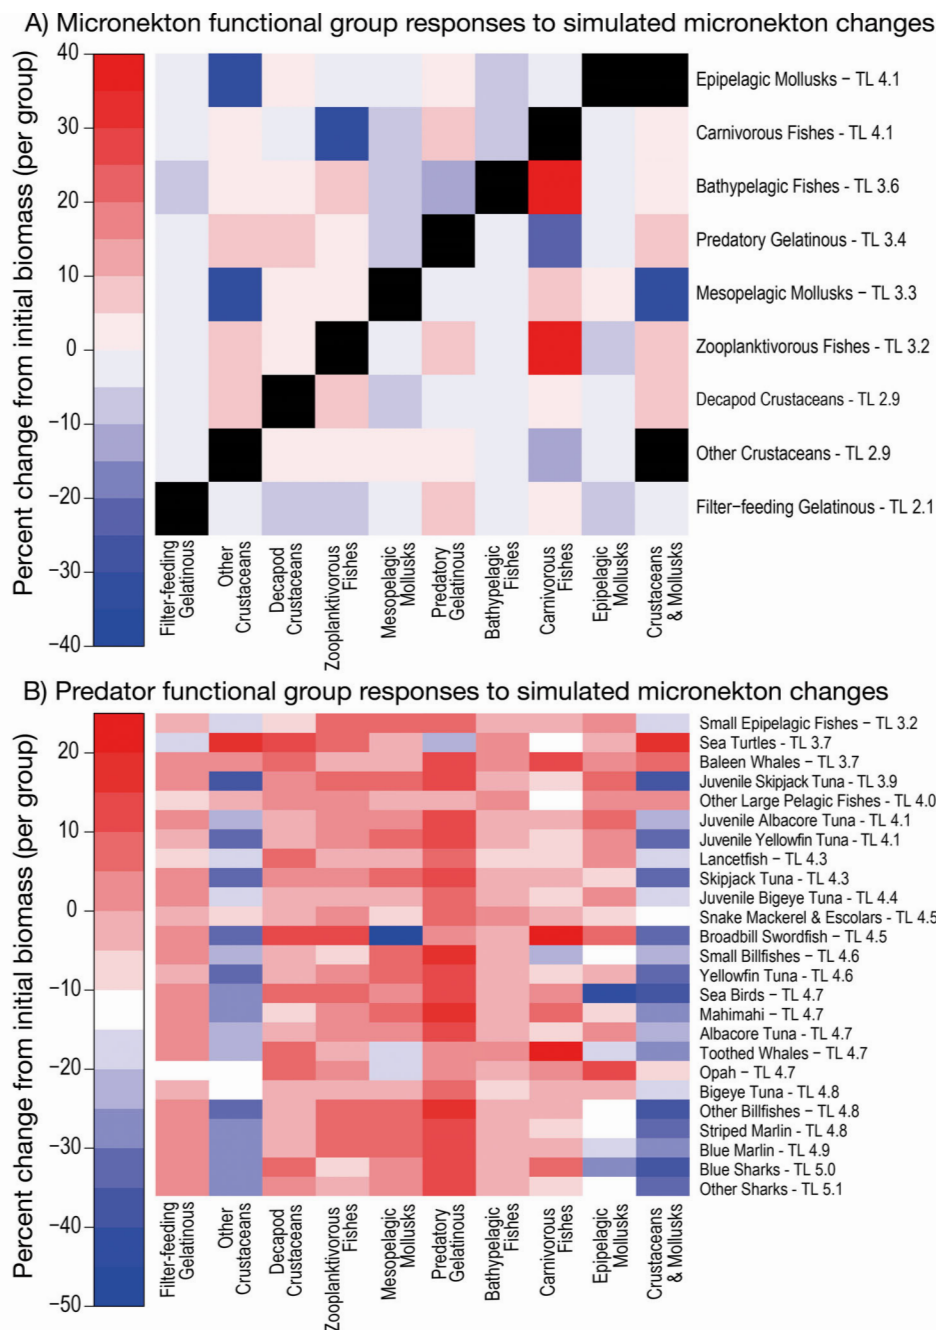 A) Micronekton functional group responses to simulated micronekton changes
Percent change from initial biomass (per group)
40
30
20
10
0
−10
−20
−30
−40
Epipelagic Mollusks − TL 4.1
Carnivorous Fishes - TL 4.1
Bathypelagic Fishes - TL 3.6
Predatory Gelatinous - TL 3.4
Mesopelagic Mollusks − TL 3.3
Zooplanktivorous Fishes - TL 3.2
Decapod Crustaceans - TL 2.9
Other Crustaceans − TL 2.9
Filter−feeding Gelatinous - TL 2.1
Filter-feeding
Gelatinous
Other
Crustaceans
Decapod
Crustaceans
Zooplanktivorous
Fishes
Mesopelagic
Mollusks
Predatory
Gelatinous
Bathypelagic
Fishes
Carnivorous
Fishes
Epipelagic
Mollusks
Crustaceans
& Mollusks
B) Predator functional group responses to simulated micronekton changes
Percent change from initial biomass (per group)
20
10
0
−10
−20
−30
−40
−50
Small Epipelagic Fishes − TL 3.2
Sea Turtles - TL 3.7
Baleen Whales − TL 3.7
Juvenile Skipjack Tuna - TL 3.9
Other Large Pelagic Fishes - TL 4.0
Juvenile Albacore Tuna − TL 4.1
Juvenile Yellowfin Tuna − TL 4.1
Lancetfish − TL 4.3
Skipjack Tuna - TL 4.3
Juvenile Bigeye Tuna − TL 4.4
Snake Mackerel & Escolars − TL 4.5
Broadbill Swordfish − TL 4.5
Small Billfishes − TL 4.6
Yellowfin Tuna − TL 4.6
Sea Birds − TL 4.7
Mahimahi − TL 4.7
Albacore Tuna − TL 4.7
Toothed Whales − TL 4.7
Opah − TL 4.7
Bigeye Tuna − TL 4.8
Other Billfishes − TL 4.8
Striped Marlin - TL 4.8
Blue Marlin − TL 4.9
Blue Sharks − TL 5.0
Other Sharks − TL 5.1
Filter-feeding
Gelatinous
Other
Crustaceans
Decapod
Crustaceans
Zooplanktivorous
Fishes
Mesopelagic
Mollusks
Predatory
Gelatinous
Bathypelagic
Fishes
Carnivorous
Fishes
Epipelagic
Mollusks
Crustaceans
& Mollusks